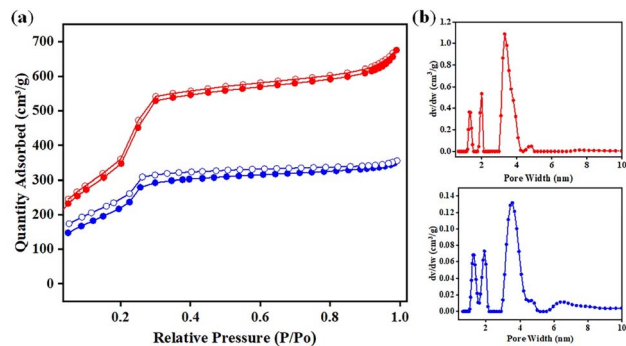 (a)
Quantity Adsorbed (cm³/g)
700
600
500
400
300
200
100
0
0.2 0.4 0.6 0.8 1.0
Relative Pressure (P/Po)
(b)
dv/dw (cm³/g)
1.2
1.0
0.8
0.6
0.4
0.2
0.0
2 4 6 8 10
Pore Width (nm)
dv/dw (cm³/g)
0.14
0.12
0.10
0.08
0.06
0.04
0.02
0.00
2 4 6 8 10
Pore Width (nm)